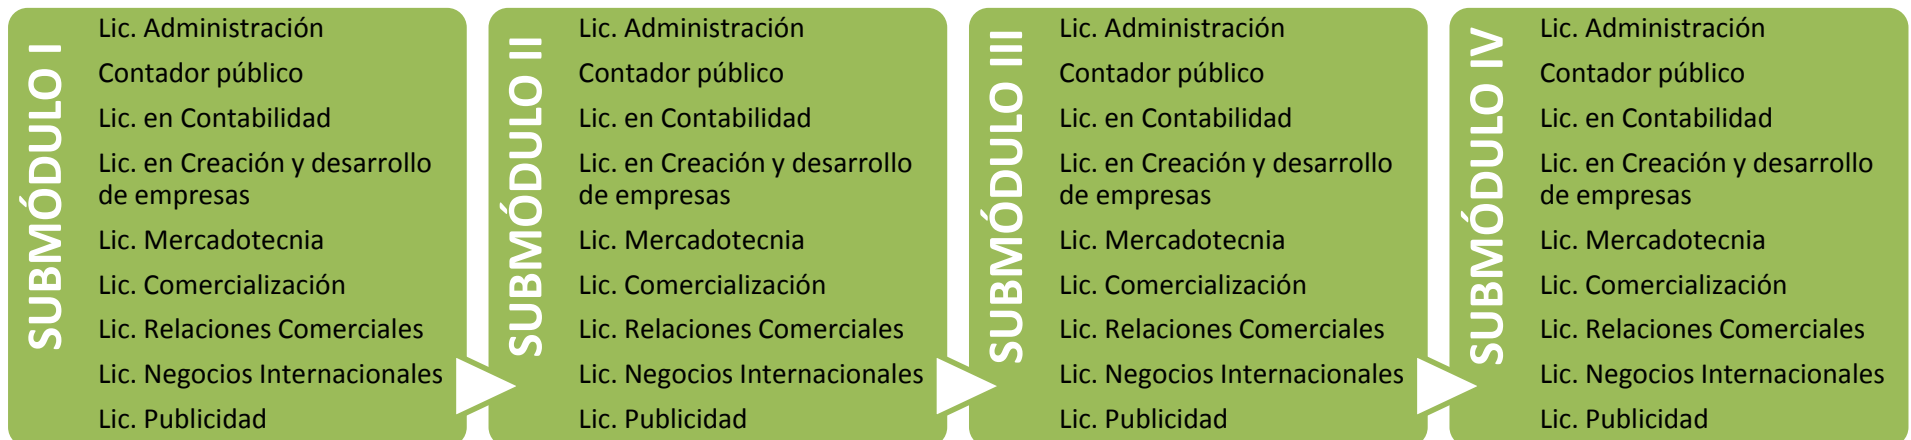 SUBMÓDULO I
Lic. Administración
Contador público
Lic. en Contabilidad
Lic. en Creación y desarrollo
de empresas
Lic. Mercadotecnia
Lic. Comercialización
Lic. Relaciones Comerciales
Lic. Negocios Internacionales
Lic. Publicidad
SUBMÓDULO II
Lic. Administración
Contador público
Lic. en Contabilidad
Lic. en Creación y desarrollo
de empresas
Lic. Mercadotecnia
Lic. Comercialización
Lic. Relaciones Comerciales
Lic. Negocios Internacionales
Lic. Publicidad
SUBMÓDULO III
Lic. Administración
Contador público
Lic. en Contabilidad
Lic. en Creación y desarrollo
de empresas
Lic. Mercadotecnia
Lic. Comercialización
Lic. Relaciones Comerciales
Lic. Negocios Internacionales
Lic. Publicidad
SUBMÓDULO IV
Lic. Administración
Contador público
Lic. en Contabilidad
Lic. en Creación y desarrollo
de empresas
Lic. Mercadotecnia
Lic. Comercialización
Lic. Relaciones Comerciales
Lic. Negocios Internacionales
Lic. Publicidad